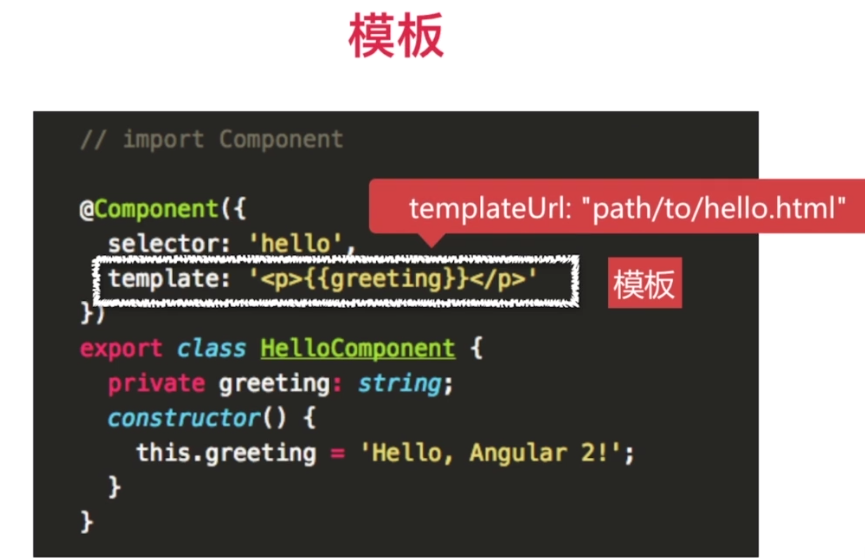 模板
// import Component
@Component({
templateUrl: "path/to/hello.html"
selector: 'hello',
template: '<p>{{greeting}}</p>'
模板
})
export class HelloComponent {
private greeting: string;
constructor() {
this.greeting = 'Hello, Angular 2!';
}
}